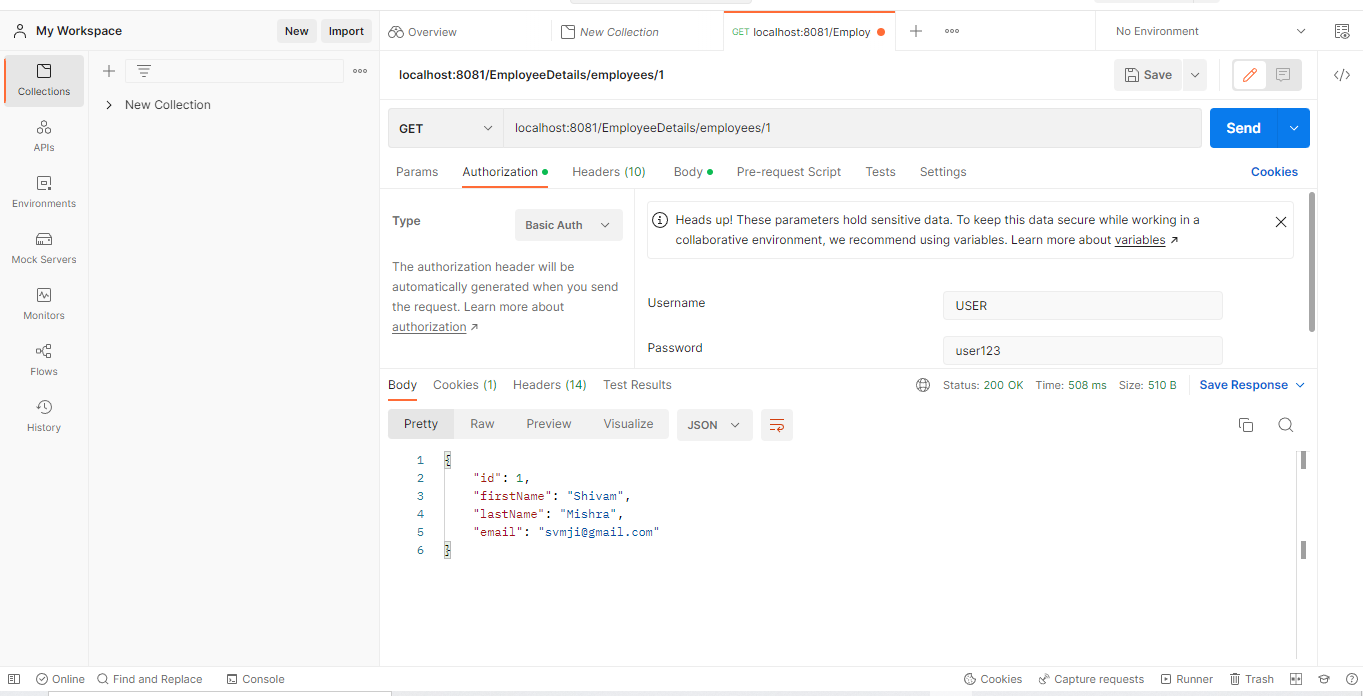 My Workspace
New
Import
Overview
New Collection
GET localhost:8081/Employ
No Environment
Collections
APIs
Environments
Mock Servers
Monitors
Flows
History
New Collection
localhost:8081/EmployeeDetails/employees/1
Save
GET
localhost:8081/EmployeeDetails/employees/1
Send
Params
Authorization
Headers (10)
Body
Pre-request Script
Tests
Settings
Cookies
Type
Basic Auth
The authorization header will be
automatically generated when you send
the request. Learn more about
authorization ↗
Heads up! These parameters hold sensitive data. To keep this data secure while working in a
collaborative environment, we recommend using variables. Learn more about variables ↗
Username
USER
Password
user123
Body
Cookies (1)
Headers (14)
Test Results
Status: 200 OK
Time: 508 ms
Size: 510 B
Save Response
Pretty
Raw
Preview
Visualize
JSON
1 {
2 "id": 1,
3 "firstName": "Shivam",
4 "lastName": "Mishra",
5 "email": "svmji@gmail.com"
6 }
Online
Find and Replace
Console
Cookies
Capture requests
Runner
Trash